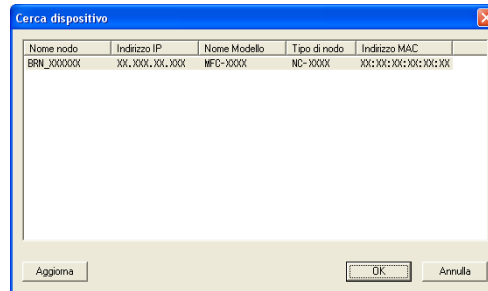 Cerca dispositivo
Nome nodo Indirizzo IP Nome Modello Tipo di nodo Indirizzo MAC
BRN_XXXXXX XX.XXX.XX.XXX MFC-XXXX NC-XXXX XX:XX:XX:XX:XX:XX
Aggiorna OK Annulla